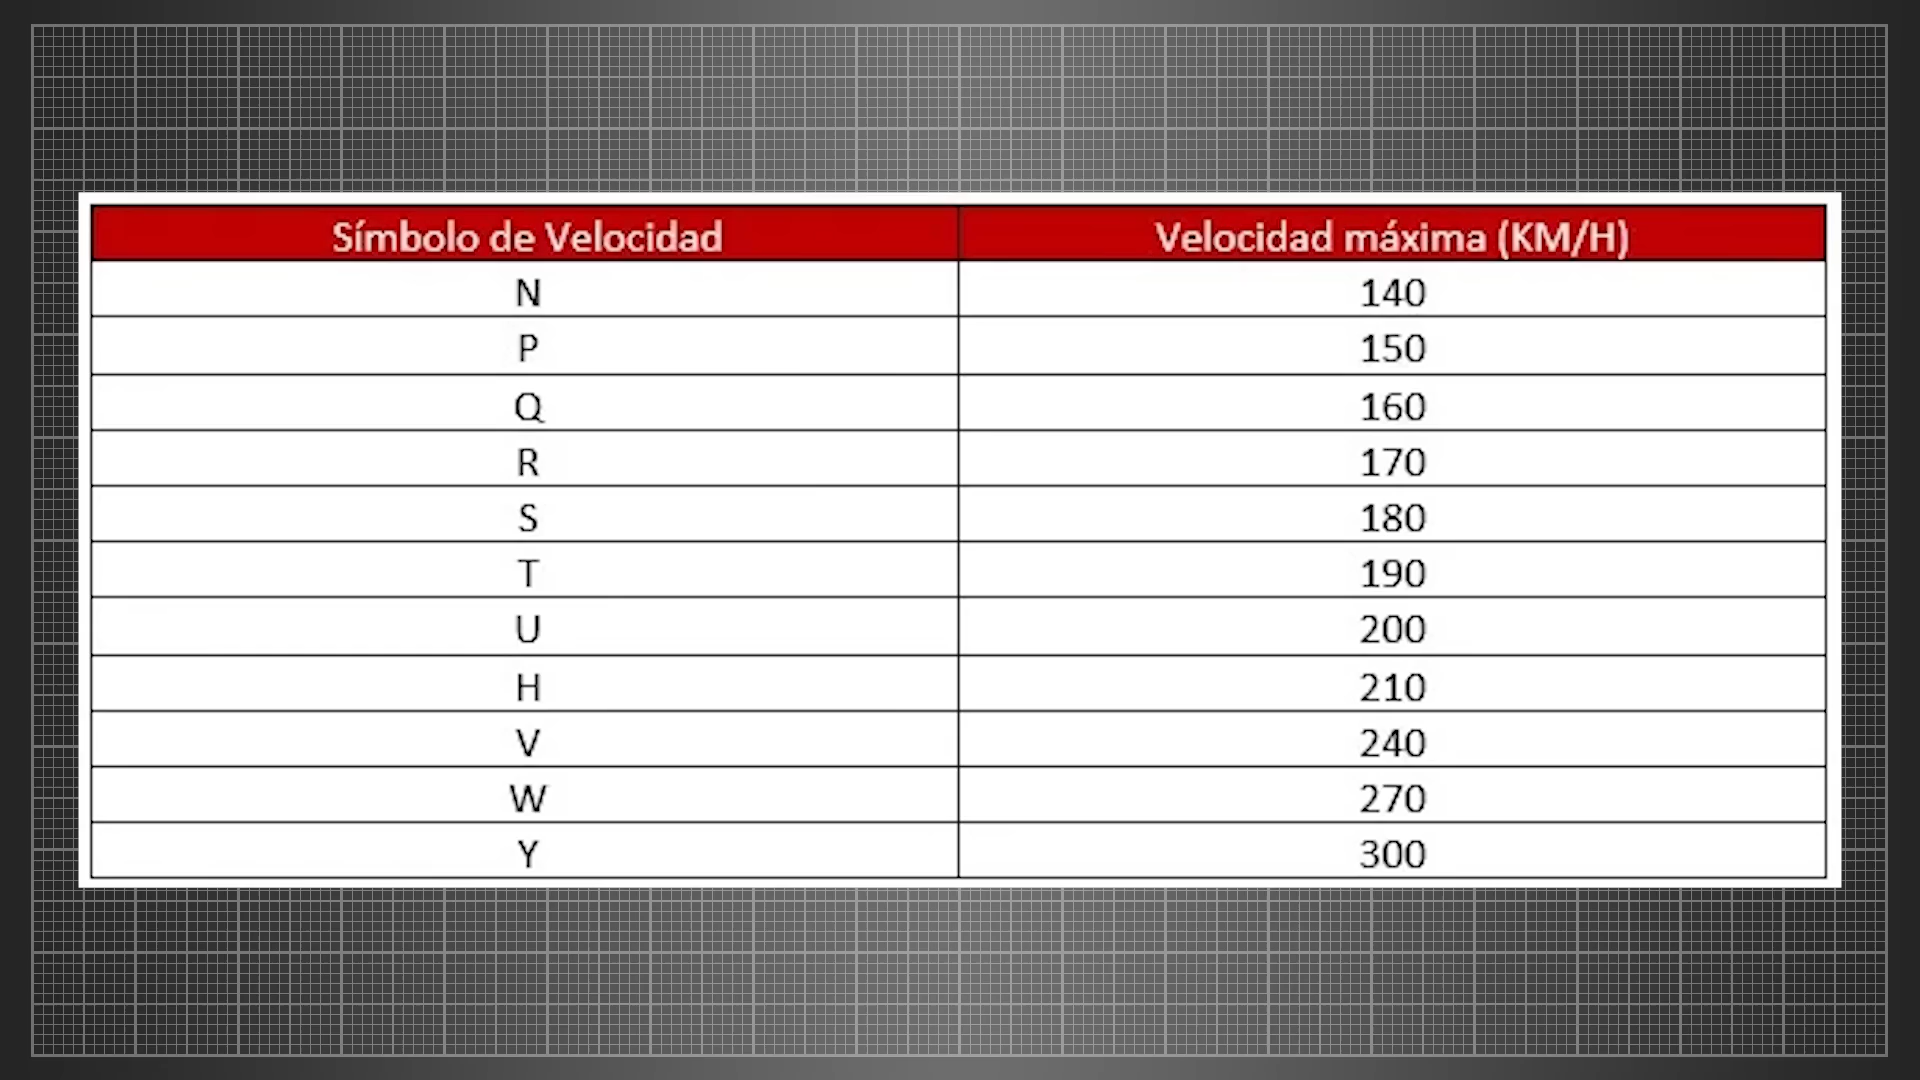 Símbolo de Velocidad Velocidad máxima (KM/H)
N 140
P 150
Q 160
R 170
S 180
T 190
U 200
H 210
V 240
W 270
Y 300